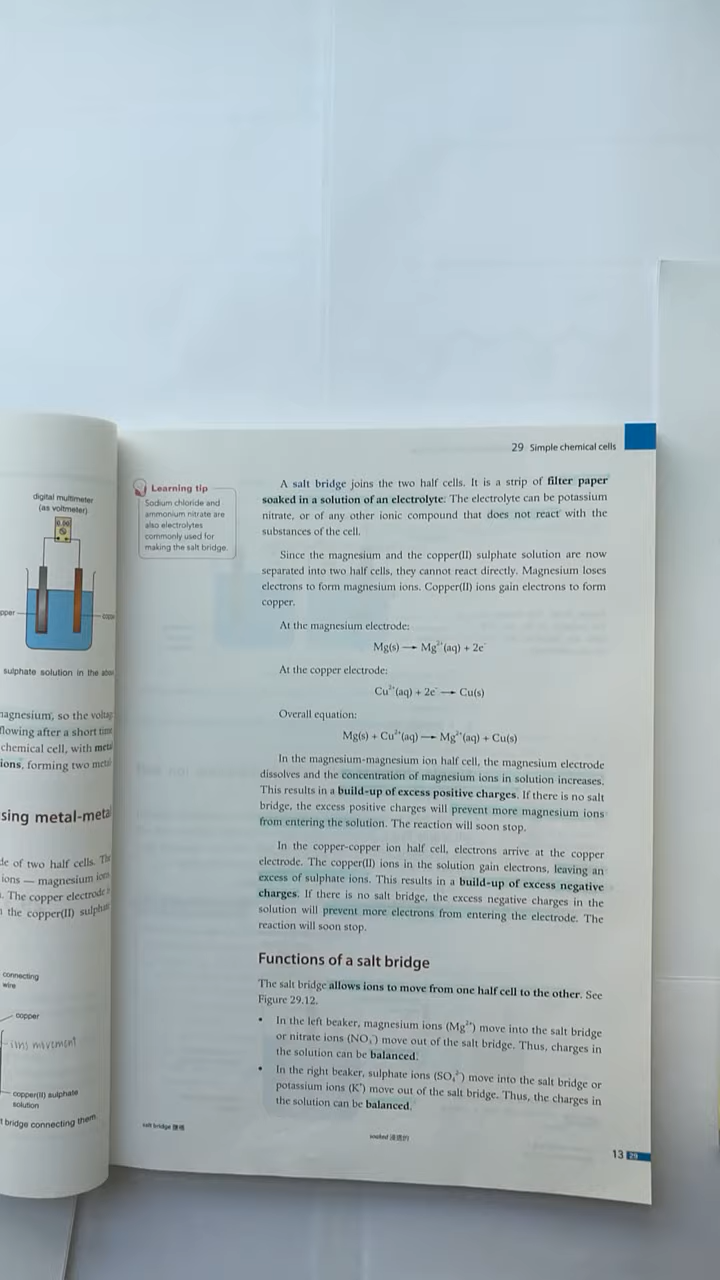 digital multimeter
(as voltmeter)
0.00
sulphate solution in the
magnesium, so the
flowing after a short time
chemical cell, with
ions, forming two
sing metal-metal
de of two half cells. The
ions — magnesium ions
. The copper electrode
the copper(II)
connecting
wire
copper
ions movement
copper(II) sulphate
solution
t bridge connecting them.
29 Simple chemical cells
Learning tip
Sodium chloride and
ammonium nitrate are
also electrolytes
commonly used for
making the salt bridge.
A salt bridge joins the two half cells. It is a strip of filter paper
soaked in a solution of an electrolyte. The electrolyte can be potassium
nitrate, or of any other ionic compound that does not react with the
substances of the cell.
Since the magnesium and the copper(II) sulphate solution are now
separated into two half cells, they cannot react directly. Magnesium loses
electrons to form magnesium ions. Copper(II) ions gain electrons to form
copper.
At the magnesium electrode:
Mg(s) → Mg²⁺(aq) + 2e⁻
At the copper electrode:
Cu²⁺(aq) + 2e⁻ → Cu(s)
Overall equation:
Mg(s) + Cu²⁺(aq) → Mg²⁺(aq) + Cu(s)
In the magnesium-magnesium ion half cell, the magnesium electrode
dissolves and the concentration of magnesium ions in solution increases.
This results in a build-up of excess positive charges. If there is no salt
bridge, the excess positive charges will prevent more magnesium ions
from entering the solution. The reaction will soon stop.
In the copper-copper ion half cell, electrons arrive at the copper
electrode. The copper(II) ions in the solution gain electrons, leaving an
excess of sulphate ions. This results in a build-up of excess negative
charges. If there is no salt bridge, the excess negative charges in the
solution will prevent more electrons from entering the electrode. The
reaction will soon stop.
Functions of a salt bridge
The salt bridge allows ions to move from one half cell to the other. See
Figure 29.12.
• In the left beaker, magnesium ions (Mg²⁺) move into the salt bridge
or nitrate ions (NO₃⁻) move out of the salt bridge. Thus, charges in
the solution can be balanced.
• In the right beaker, sulphate ions (SO₄²⁻) move into the salt bridge or
potassium ions (K⁺) move out of the salt bridge. Thus, the charges in
the solution can be balanced.
salt bridge 鹽橋
soaked 浸透的
13 29